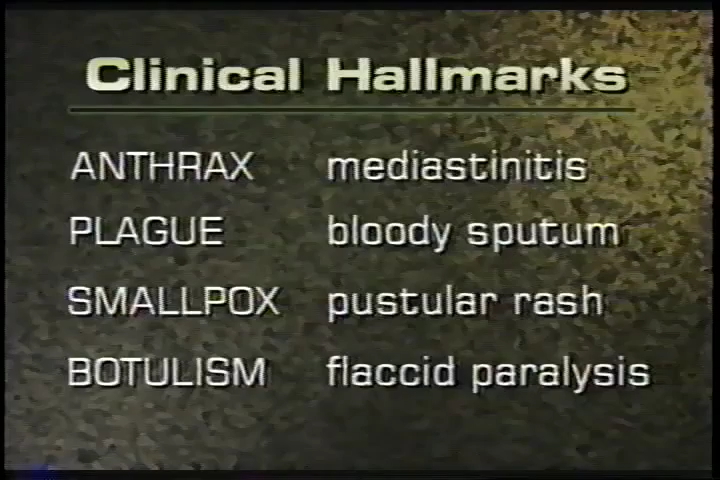 Clinical Hallmarks
ANTHRAX mediastinitis
PLAGUE bloody sputum
SMALLPOX pustular rash
BOTULISM flaccid paralysis